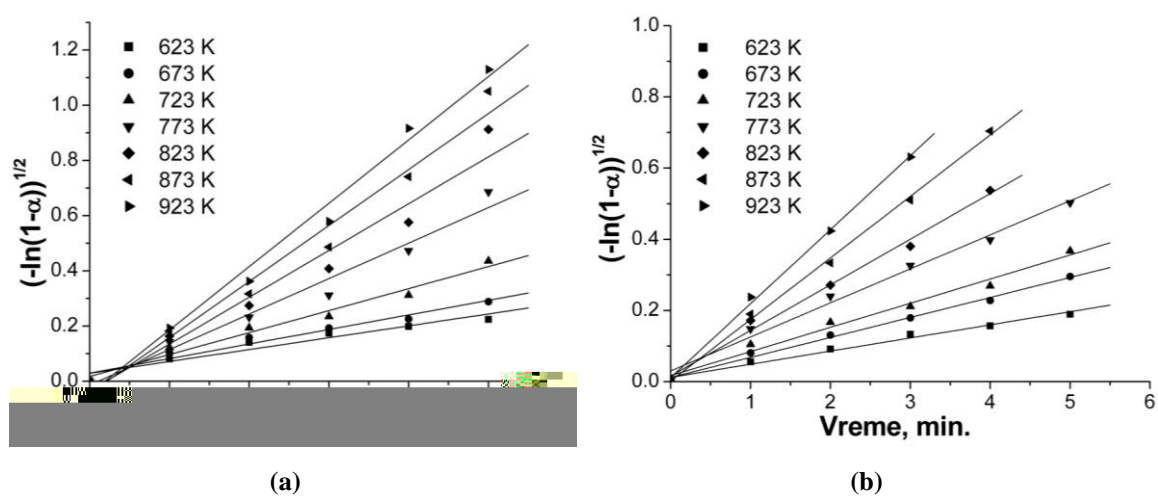 (-ln(1-α))^1/2
1.2
1.0
0.8
0.6
0.4
0.2
0.0
623 K
673 K
723 K
773 K
823 K
873 K
923 K
(a)
(-ln(1-α))^1/2
1.0
0.8
0.6
0.4
0.2
0.0
623 K
673 K
723 K
773 K
823 K
873 K
923 K
0 1 2 3 4 5 6
Vreme, min.
(b)